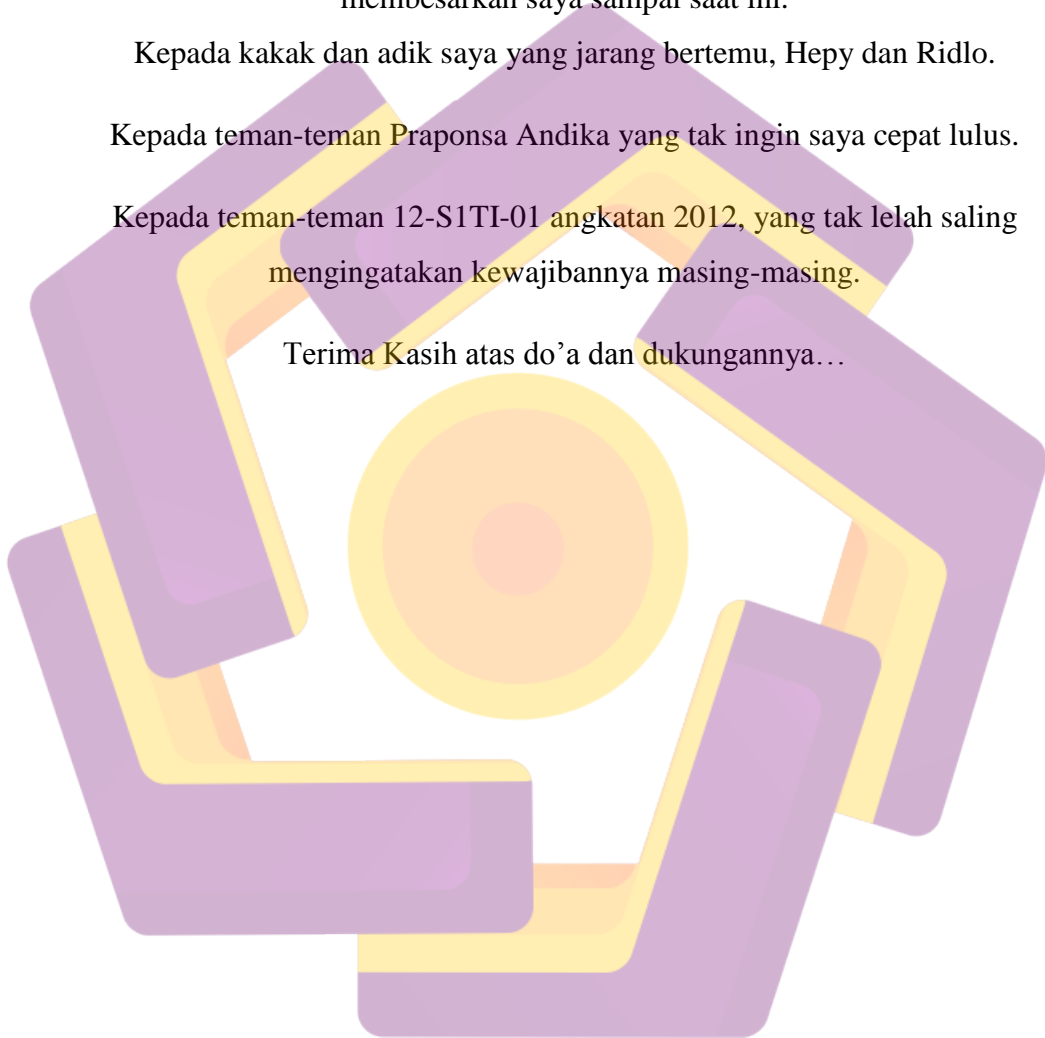 membesarkan saya sampai saat ini.
Kepada kakak dan adik saya yang jarang bertemu, Hepy dan Ridlo.
Kepada teman-teman Praponsa Andika yang tak ingin saya cepat lulus.
Kepada teman-teman 12-S1TI-01 angkatan 2012, yang tak lelah saling
mengingatakan kewajibannya masing-masing.
Terima Kasih atas do’a dan dukungannya…